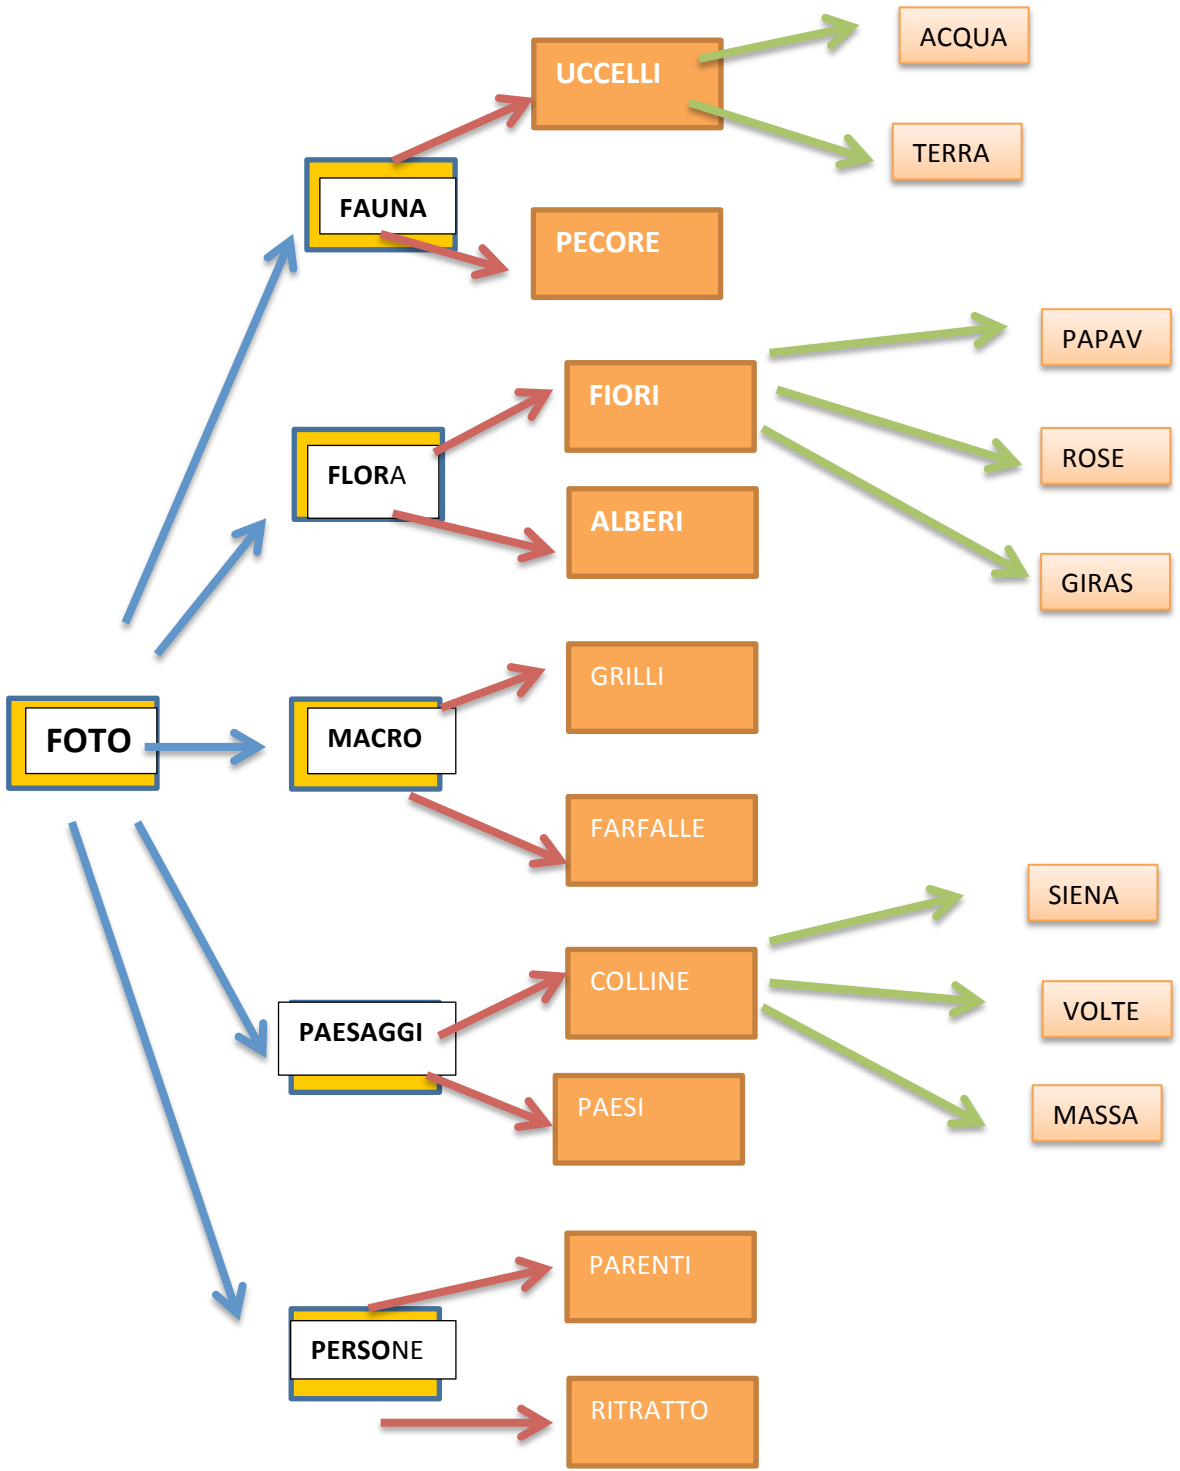 FOTO
FAUNA
UCCELLI
ACQUA
TERRA
PECORE
FLORA
FIORI
PAPAV
ROSE
GIRAS
ALBERI
MACRO
GRILLI
FARFALLE
PAESAGGI
COLLINE
SIENA
VOLTE
MASSA
PAESI
PERSONE
PARENTI
RITRATTO